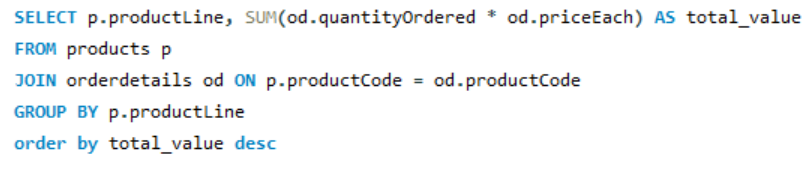 SELECT p.productLine, SUM(od.quantityOrdered * od.priceEach) AS total_value
FROM products p
JOIN orderdetails od ON p.productCode = od.productCode
GROUP BY p.productLine
order by total_value desc